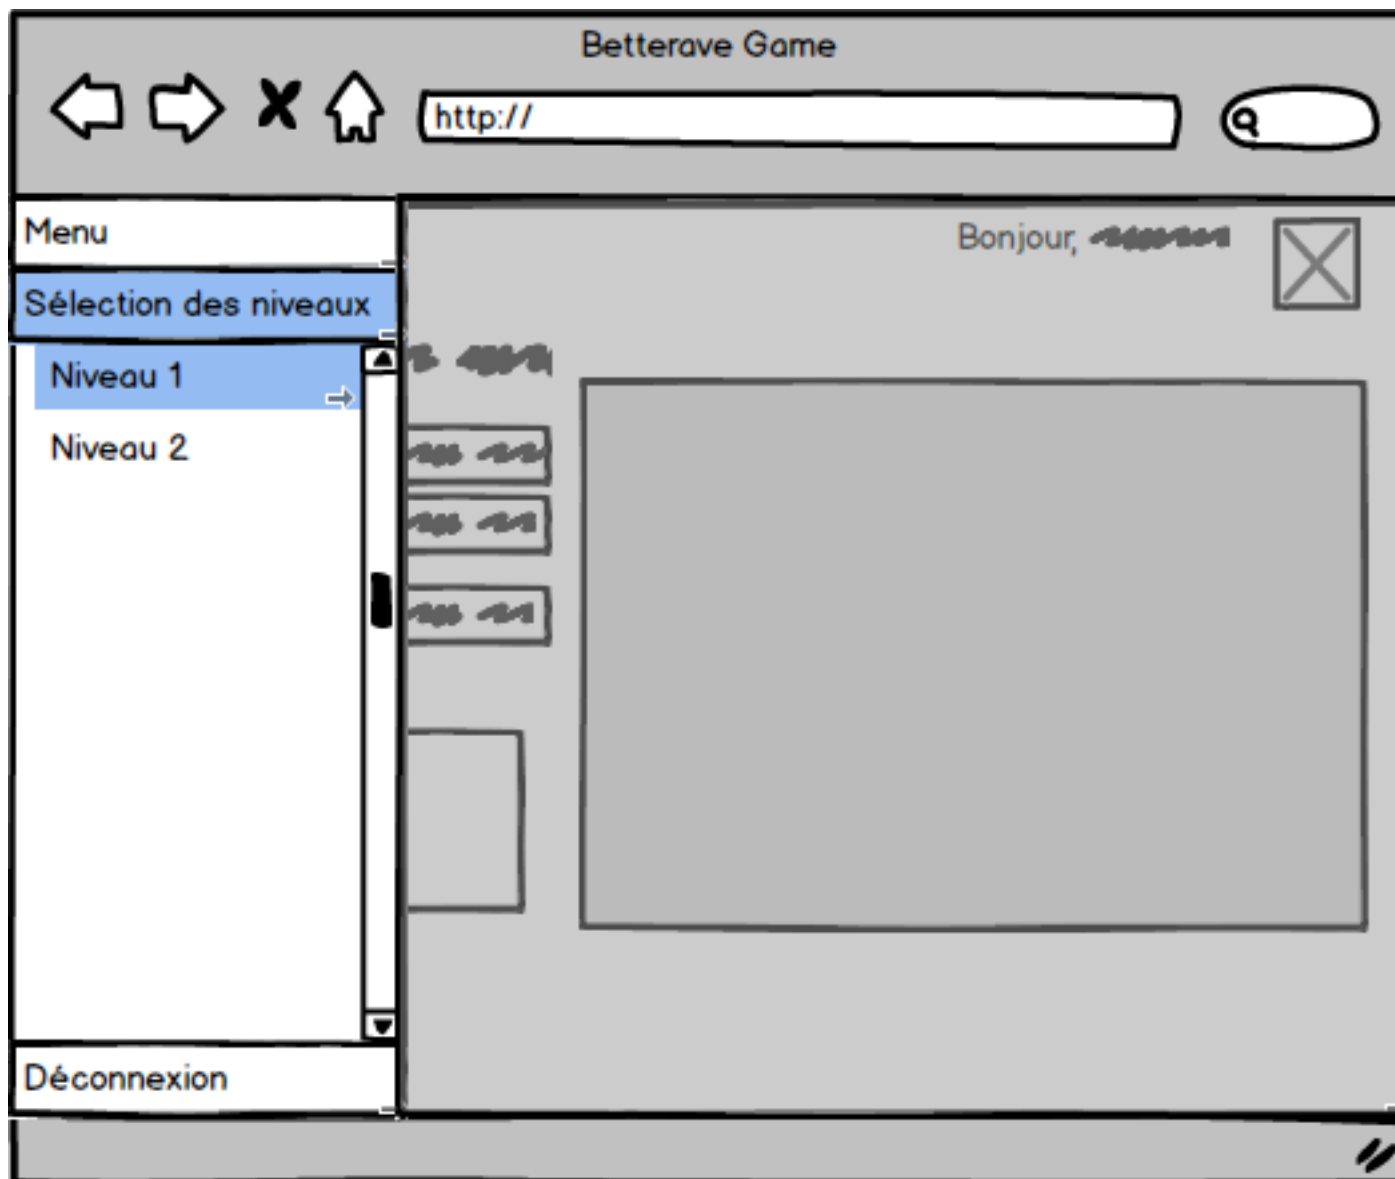 Betterave Game
http://
Menu
Bonjour,
Sélection des niveaux
Niveau 1
Niveau 2
Déconnexion